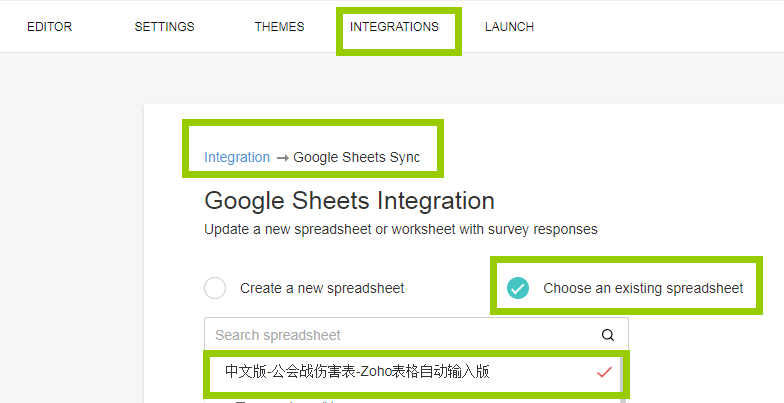 EDITOR SETTINGS THEMES INTEGRATIONS LAUNCH
Integration → Google Sheets Sync
Google Sheets Integration
Update a new spreadsheet or worksheet with survey responses
Create a new spreadsheet Choose an existing spreadsheet
Search spreadsheet
中文版-公会战伤害表-Zoho表格自动输入版